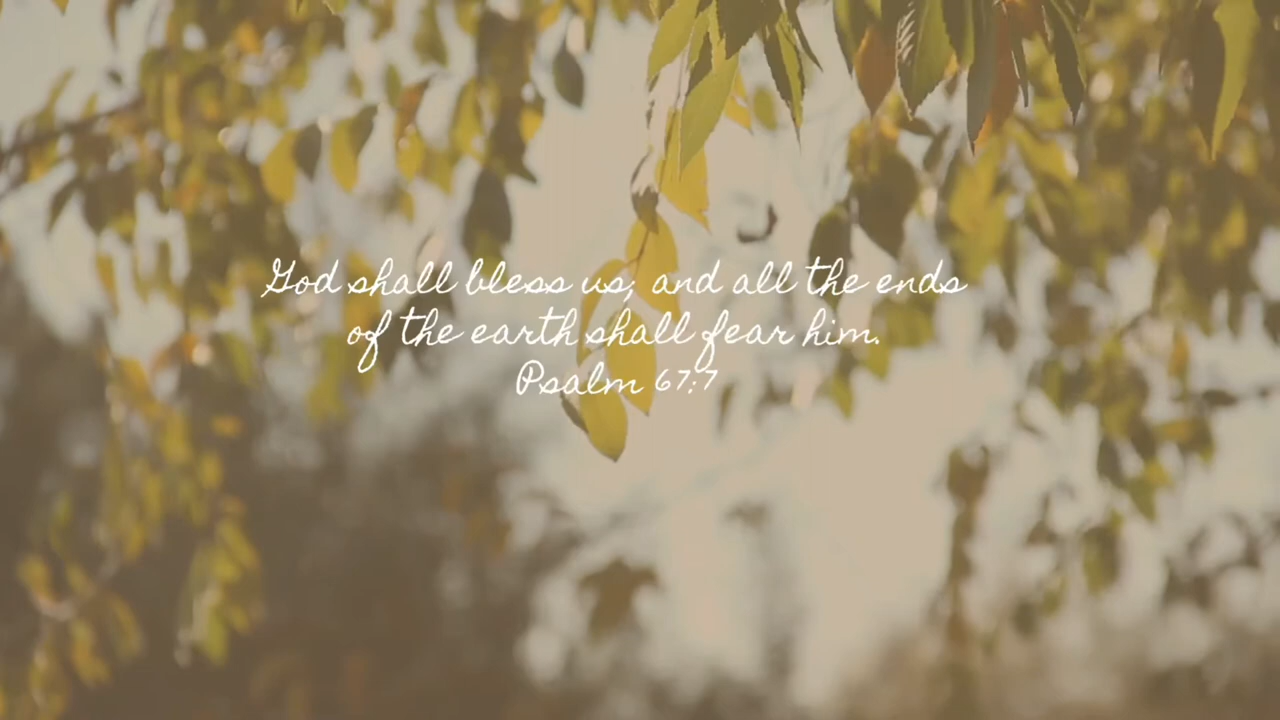 God shall bless us; and all the ends
of the earth shall fear him.
Psalm 67:7